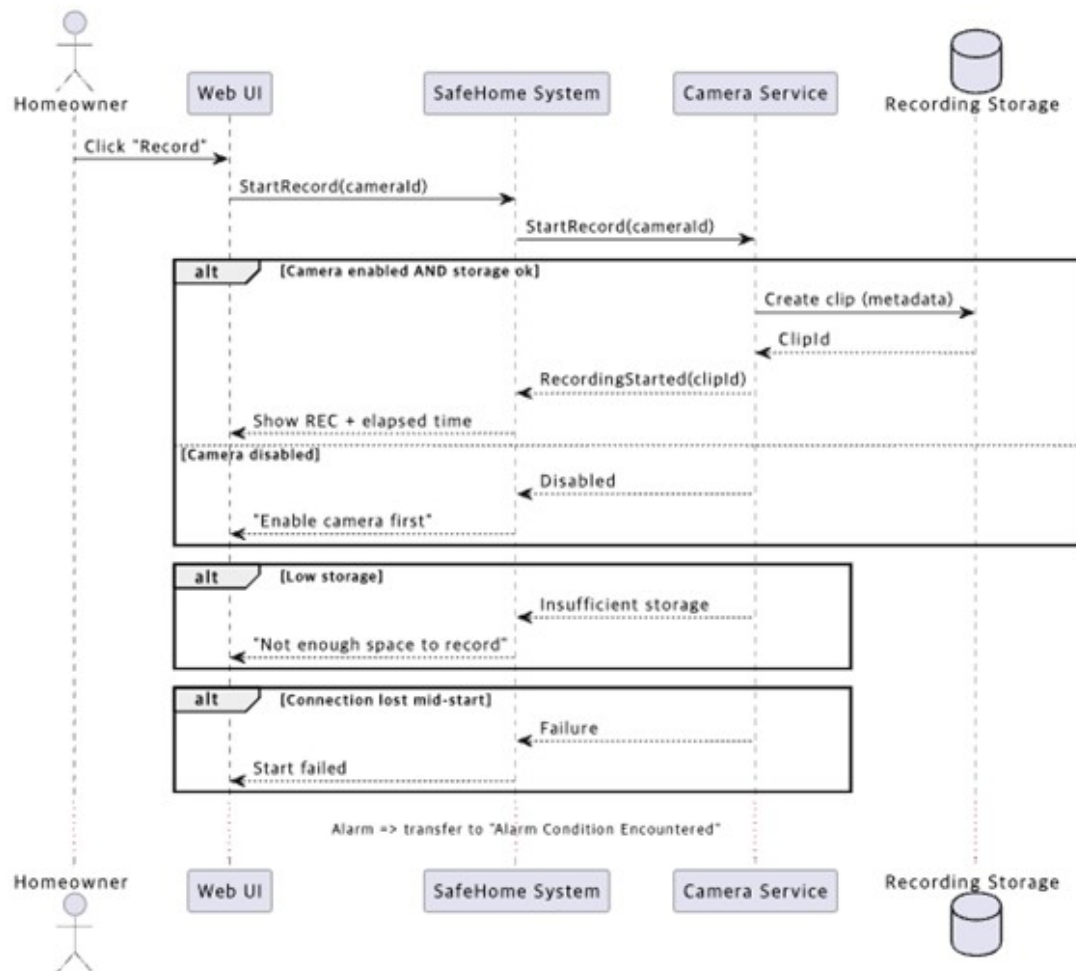 Homeowner
Web UI
SafeHome System
Camera Service
Recording Storage
Click "Record"
StartRecord(cameraId)
StartRecord(cameraId)
alt [Camera enabled AND storage ok]
Create clip (metadata)
ClipId
RecordingStarted(clipId)
Show REC + elapsed time
[Camera disabled]
Disabled
"Enable camera first"
alt [Low storage]
Insufficient storage
"Not enough space to record"
alt [Connection lost mid-start]
Failure
Start failed
Alarm => transfer to "Alarm Condition Encountered"
Homeowner
Web UI
SafeHome System
Camera Service
Recording Storage